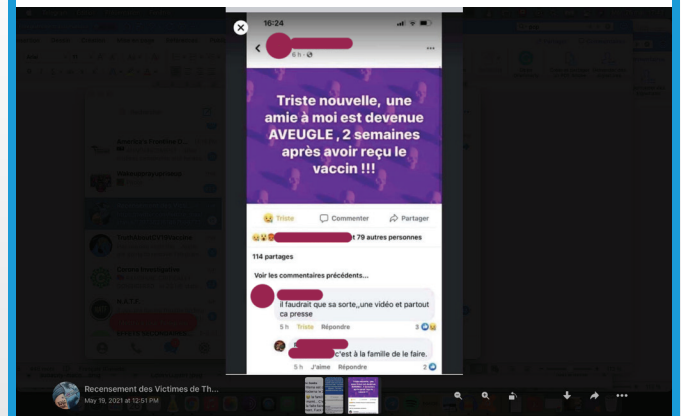 16:24
6 h
Triste nouvelle, une
amie à moi est devenue
AVEUGLE , 2 semaines
après avoir reçu le
vaccin !!!
Triste
Commenter
Partager
t 79 autres personnes
114 partages
Voir les commentaires précédents...
il faudrait que sa sorte,,une vidéo et partout
ca presse
5 h Triste Répondre 3
c'est à la famille de le faire.
5 h J'aime Répondre 2
Recensement des Victimes de Th...
May 19, 2021 at 12:51 PM